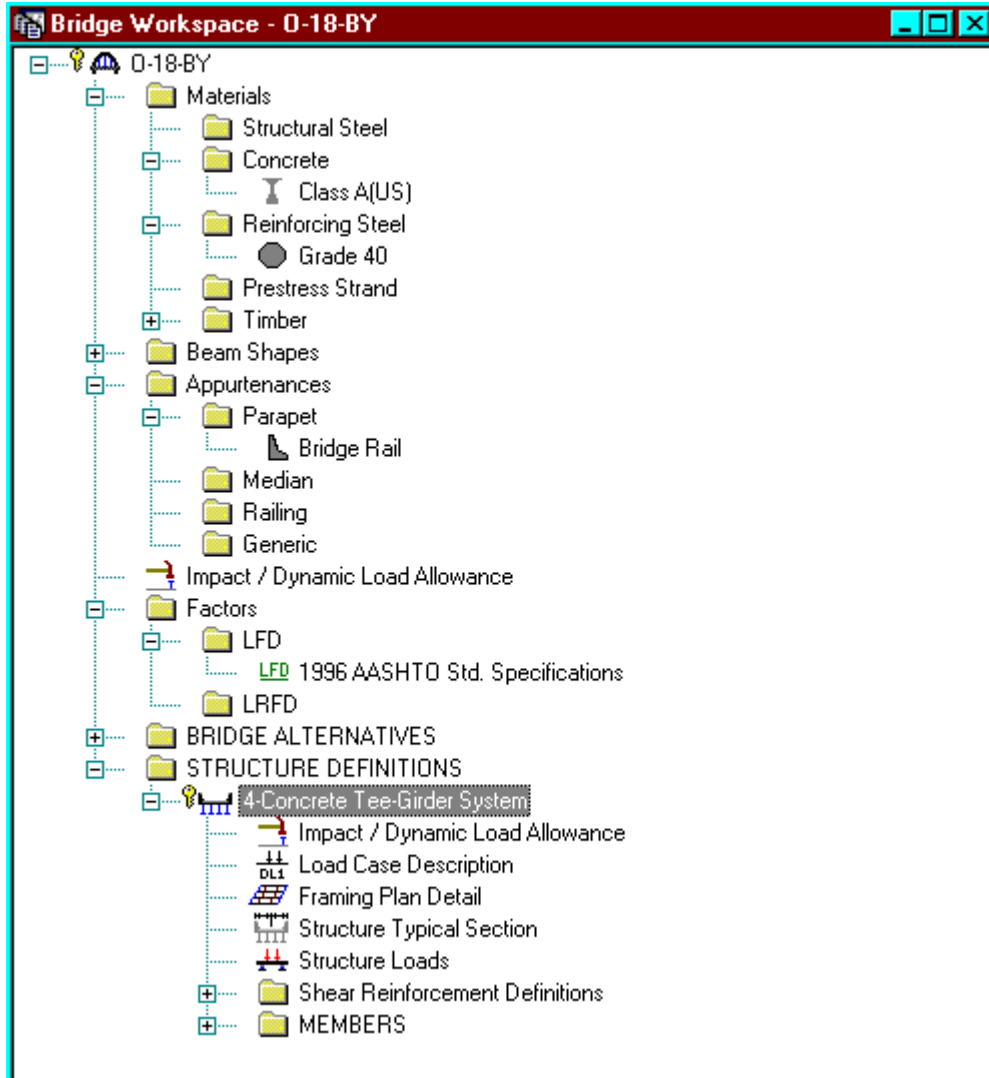 Bridge Workspace - O-18-BY
O-18-BY
Materials
Structural Steel
Concrete
Class A(US)
Reinforcing Steel
Grade 40
Prestress Strand
Timber
Beam Shapes
Appurtenances
Parapet
Bridge Rail
Median
Railing
Generic
Impact / Dynamic Load Allowance
Factors
LFD
LFD 1996 AASHTO Std. Specifications
LRFD
BRIDGE ALTERNATIVES
STRUCTURE DEFINITIONS
4-Concrete Tee-Girder System
Impact / Dynamic Load Allowance
DL1 Load Case Description
Framing Plan Detail
Structure Typical Section
Structure Loads
Shear Reinforcement Definitions
MEMBERS